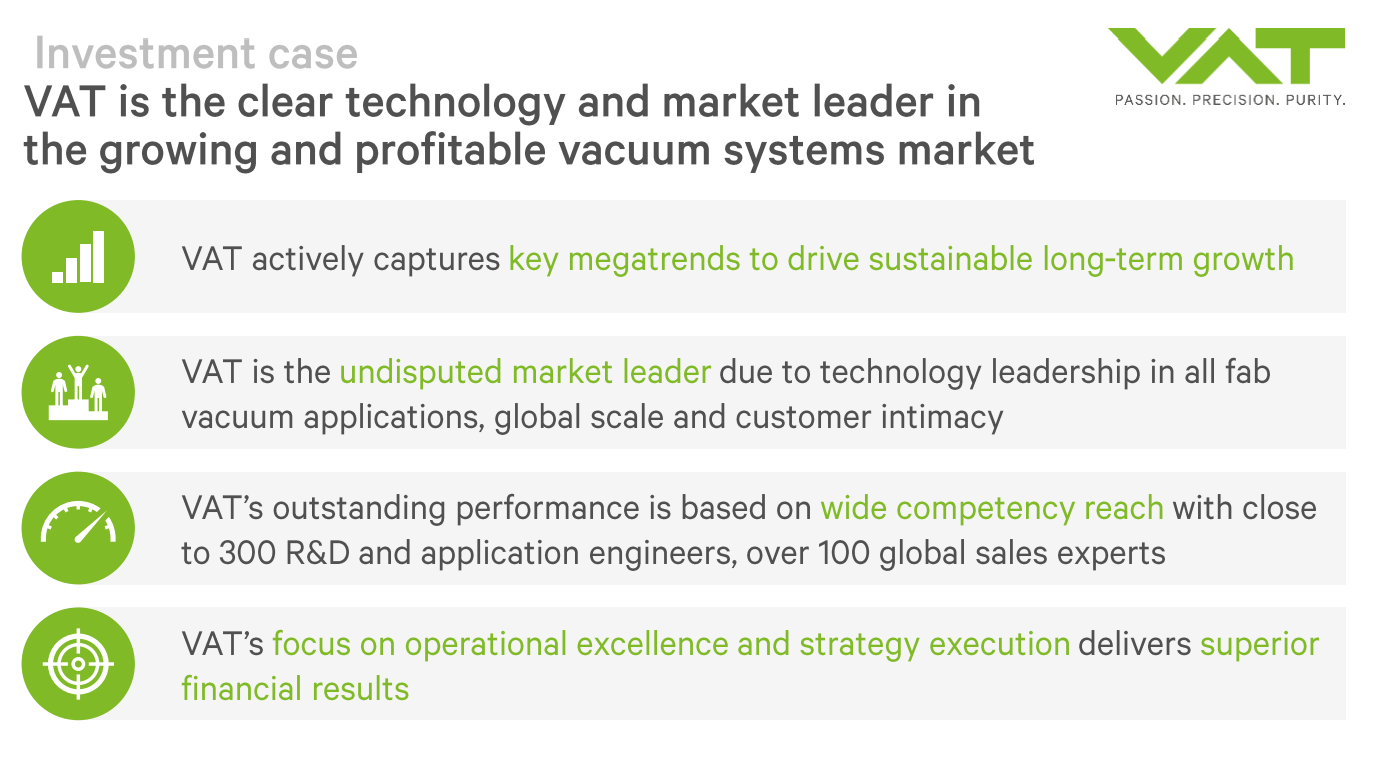 Investment case
VAT is the clear technology and market leader in
the growing and profitable vacuum systems market
VAT
PASSION. PRECISION. PURITY.
VAT actively captures key megatrends to drive sustainable long-term growth
VAT is the undisputed market leader due to technology leadership in all fab
vacuum applications, global scale and customer intimacy
VAT’s outstanding performance is based on wide competency reach with close
to 300 R&D and application engineers, over 100 global sales experts
VAT’s focus on operational excellence and strategy execution delivers superior
financial results